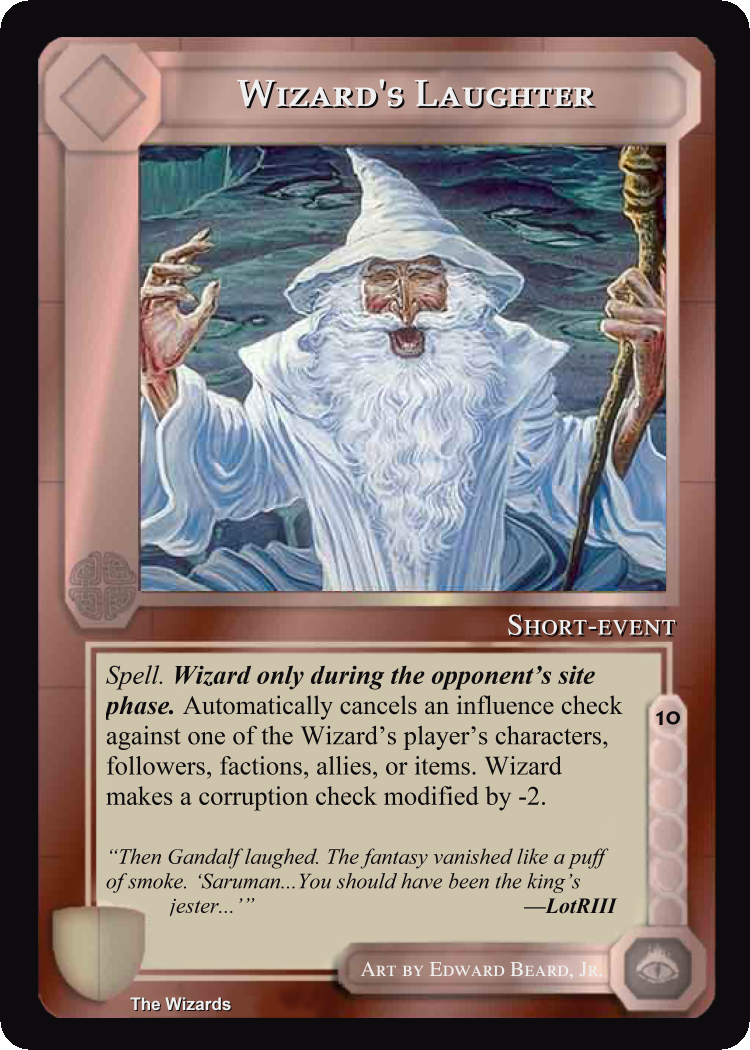 Wizard's Laughter
Short-event
Spell. Wizard only during the opponent’s site
phase. Automatically cancels an influence check
against one of the Wizard’s player’s characters,
followers, factions, allies, or items. Wizard
makes a corruption check modified by -2.
10
“Then Gandalf laughed. The fantasy vanished like a puff
of smoke. ‘Saruman...You should have been the king’s
jester...’” —LotRIII
Art by Edward Beard, Jr.
The Wizards